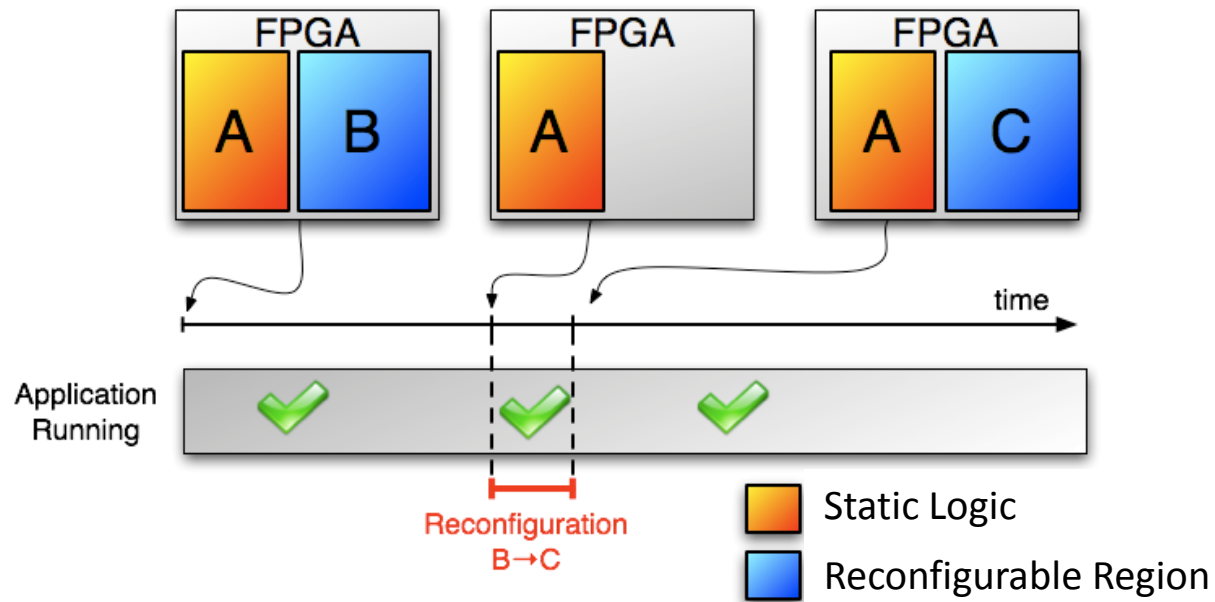 FPGA
A
B
FPGA
A
FPGA
A
C
time
Application
Running
Reconfiguration
B→C
Static Logic
Reconfigurable Region